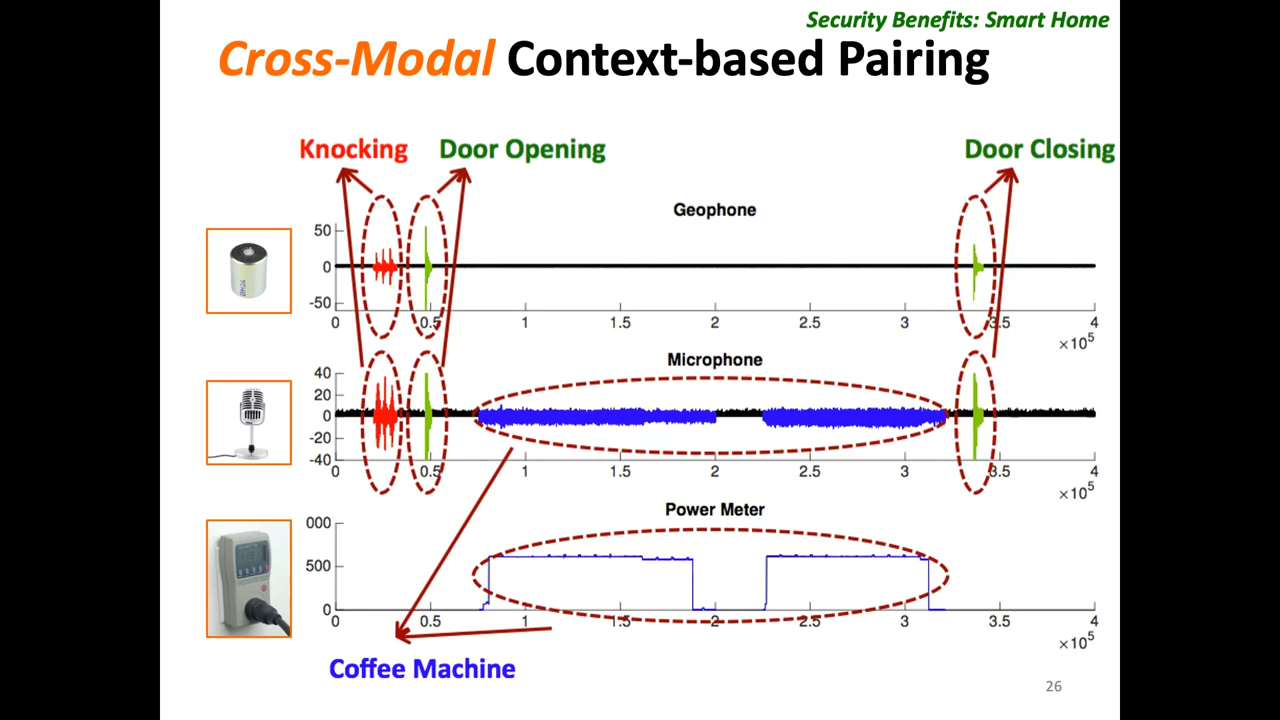 Security Benefits: Smart Home
Cross-Modal Context-based Pairing
Knocking Door Opening Door Closing
Geophone
50
0
-50
0 0.5 1 1.5 2 2.5 3 3.5 4
×10⁵
Microphone
40
20
0
-20
-40
0 0.5 1 1.5 2 2.5 3 3.5 4
×10⁵
Power Meter
000
500
0
0 0.5 1 1.5 2 2.5 3 3.5 4
×10⁵
Coffee Machine
26